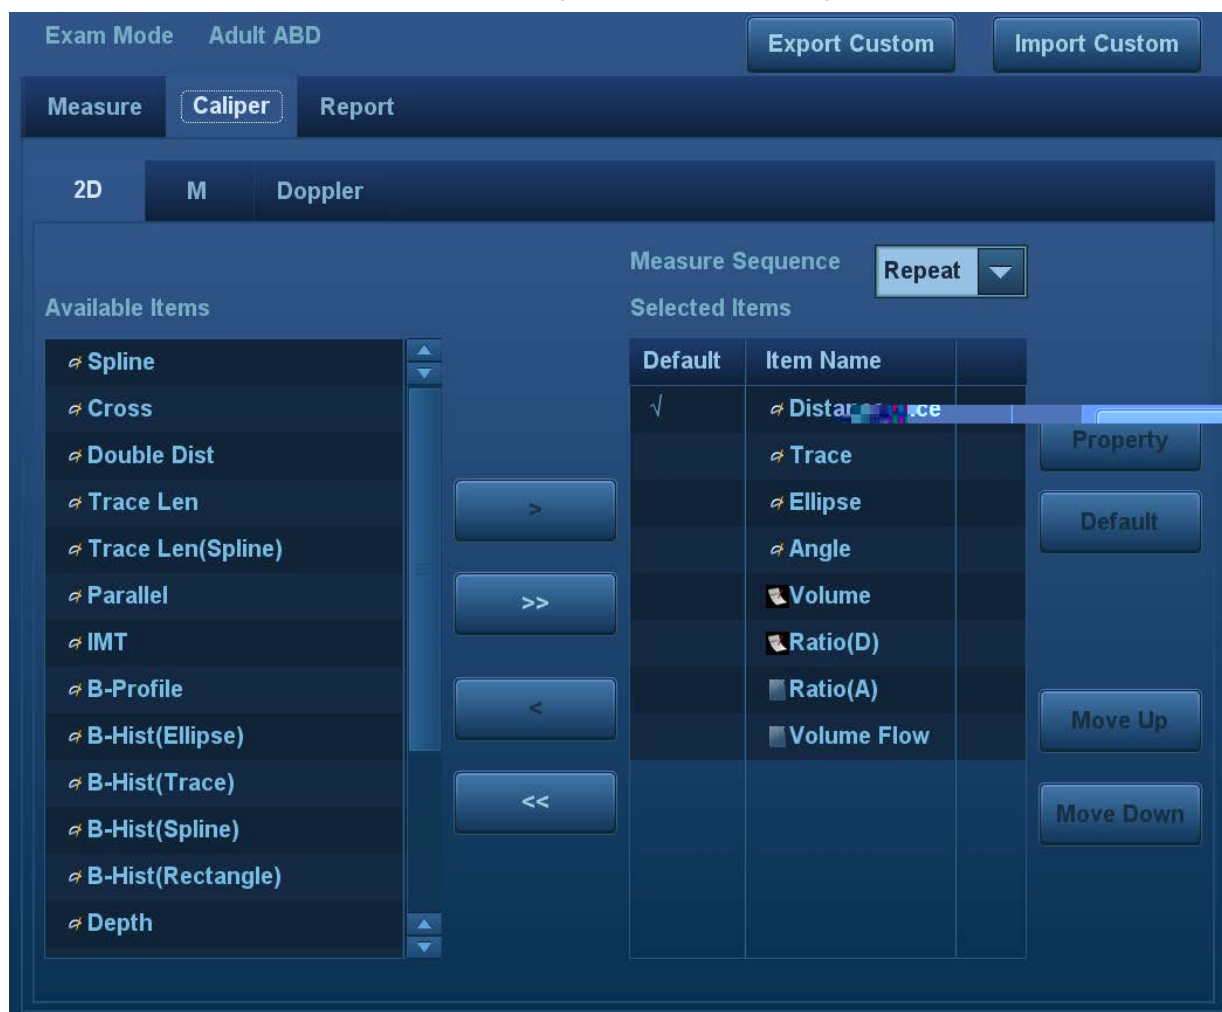 Exam Mode Adult ABD
Export Custom
Import Custom
Measure Caliper Report
2D M Doppler
Measure Sequence Repeat
Available Items
Selected Items
Spline
Cross
Double Dist
Trace Len
Trace Len(Spline)
Parallel
IMT
B-Profile
B-Hist(Ellipse)
B-Hist(Trace)
B-Hist(Spline)
B-Hist(Rectangle)
Depth
>
>>
<
<<
Default Item Name
√
Trace
Ellipse
Angle
Volume
Ratio(D)
Ratio(A)
Volume Flow
Property
Default
Move Up
Move Down